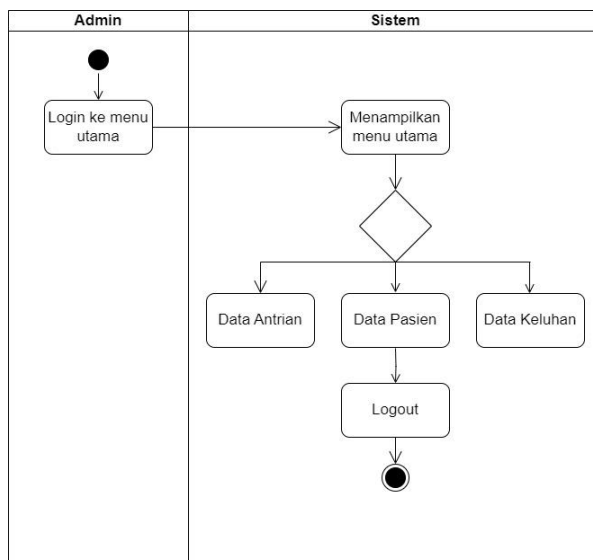 Admin
Sistem
Login ke menu
utama
Menampilkan
menu utama
Data Antrian
Data Pasien
Data Keluhan
Logout